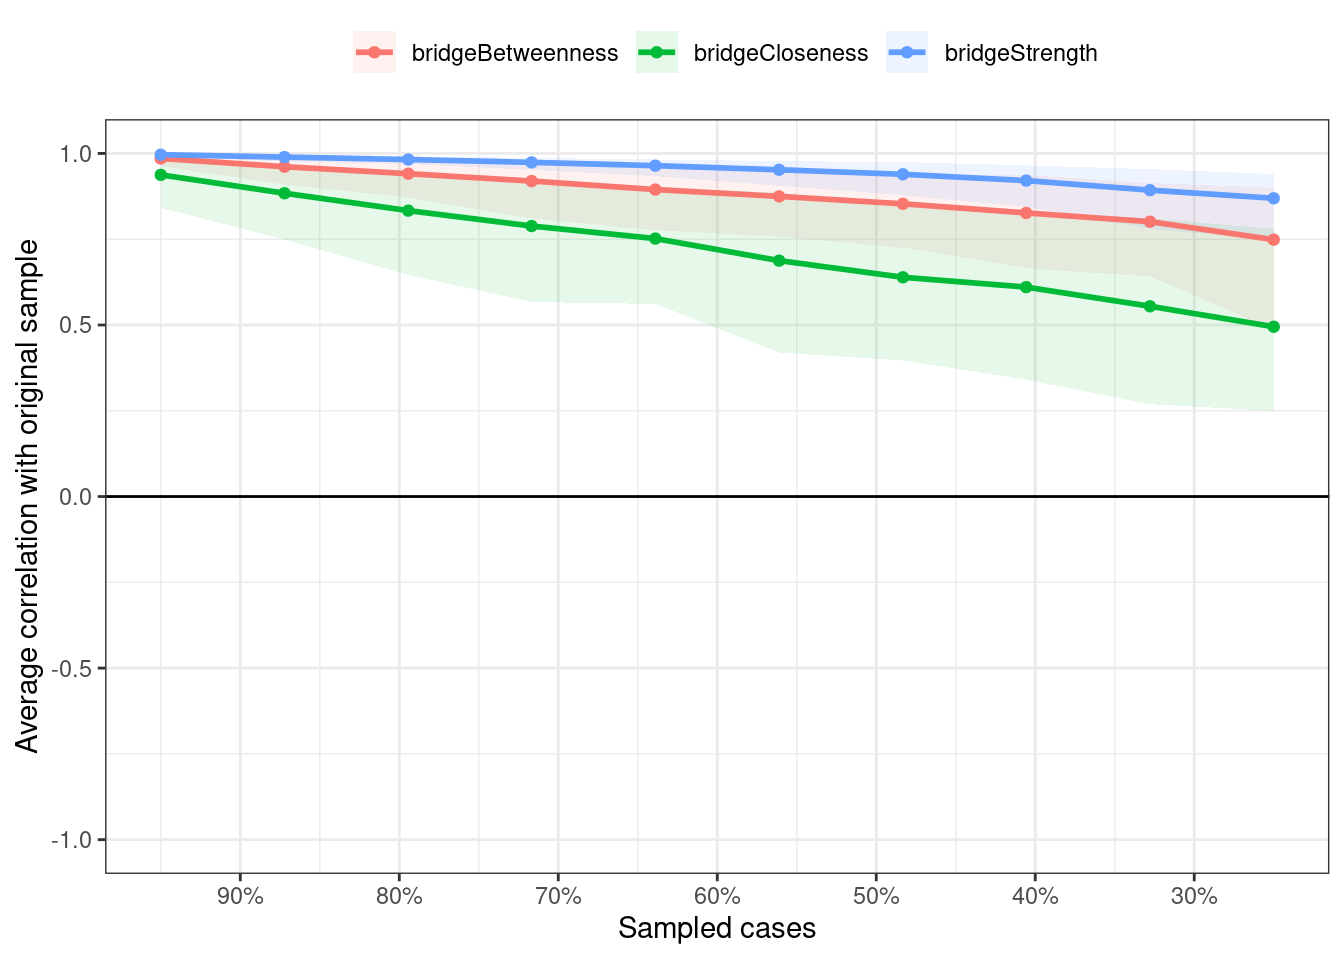 bridgeBetweenness bridgeCloseness bridgeStrength
Average correlation with original sample
1.0
0.5
0.0
-0.5
-1.0
90% 80% 70% 60% 50% 40% 30%
Sampled cases